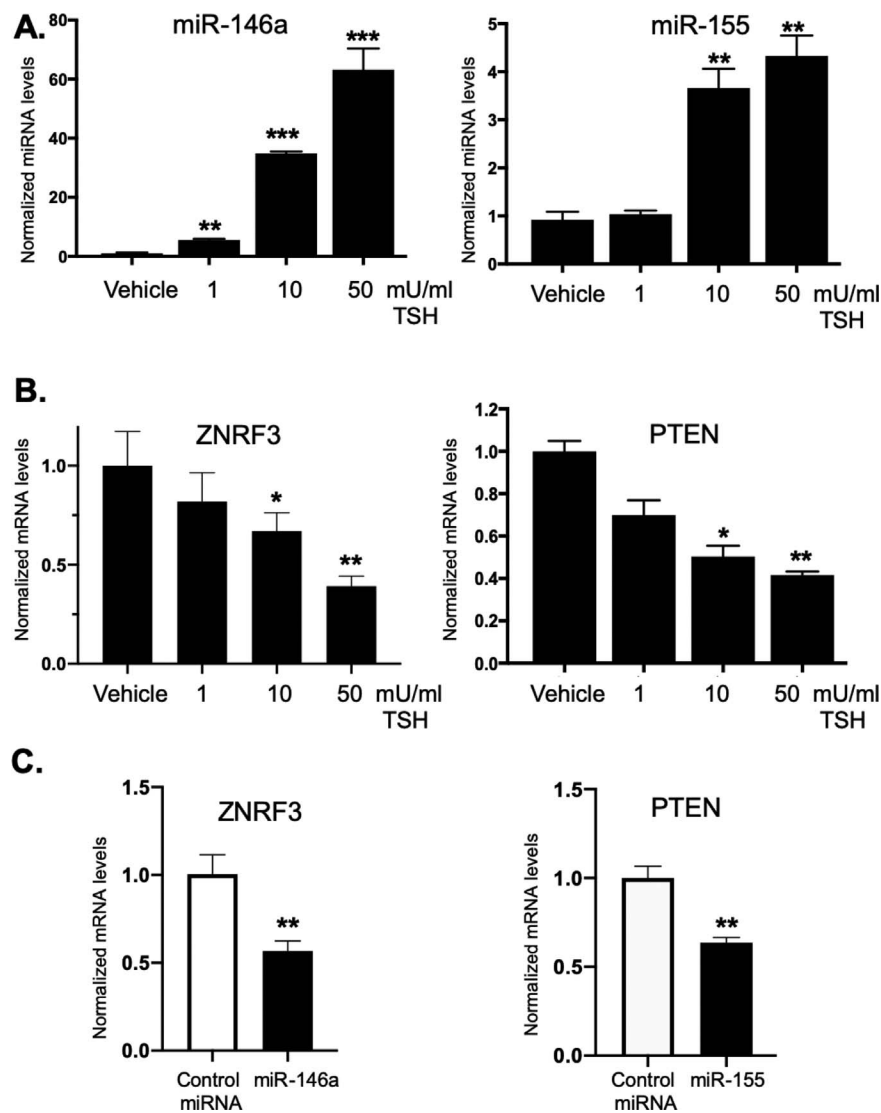 A.
miR-146a
Normalized miRNA levels
80
60
40
20
0
**
***
***
Vehicle 1 10 50 mU/ml
TSH
miR-155
Normalized miRNA levels
5
4
3
2
1
0
**
**
Vehicle 1 10 50 mU/ml
TSH
B.
ZNRF3
Normalized mRNA levels
1.0
0.5
0.0
*
**
Vehicle 1 10 50 mU/ml
TSH
PTEN
Normalized mRNA levels
1.2
1.0
0.8
0.6
0.4
0.2
0.0
*
**
Vehicle 1 10 50 mU/ml
TSH
C.
ZNRF3
Normalized mRNA levels
1.5
1.0
0.5
0.0
**
Control miR-146a
miRNA
PTEN
Normalized mRNA levels
1.5
1.0
0.5
0.0
**
Control miR-155
miRNA